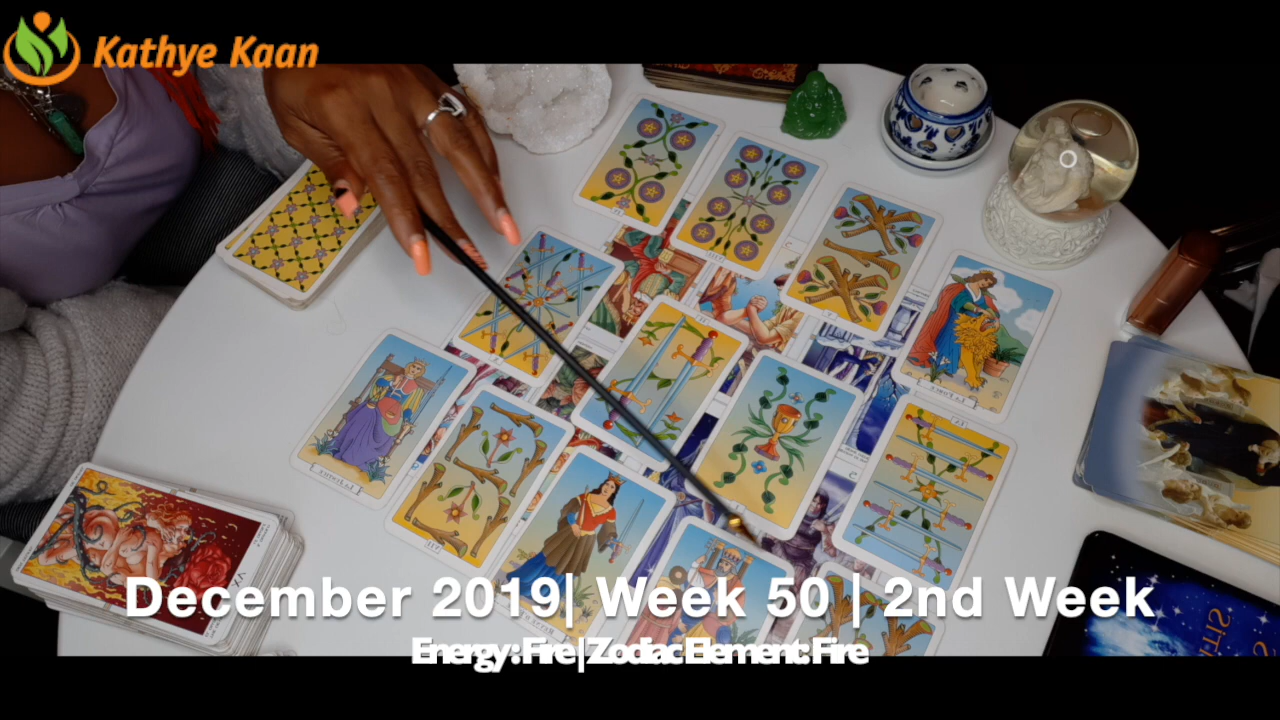 Kathye Kaan
December 2019| Week 50 | 2nd Week
Energy: Fire | Zodiac Element: Fire